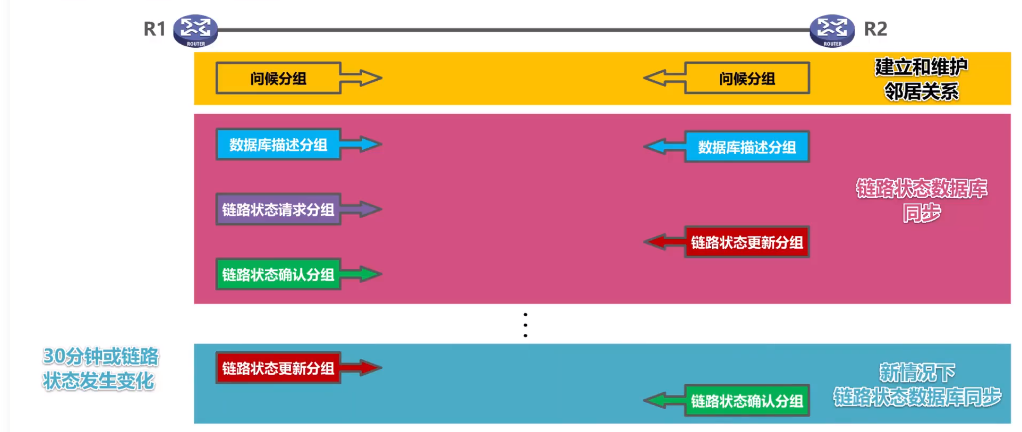 R1
ROUTER
ROUTER
R2
问候分组
问候分组
建立和维护
邻居关系
数据库描述分组
数据库描述分组
链路状态请求分组
链路状态数据库
同步
链路状态更新分组
链路状态确认分组
30分钟或链路
状态发生变化
链路状态更新分组
新情况下
链路状态数据库同步
链路状态确认分组